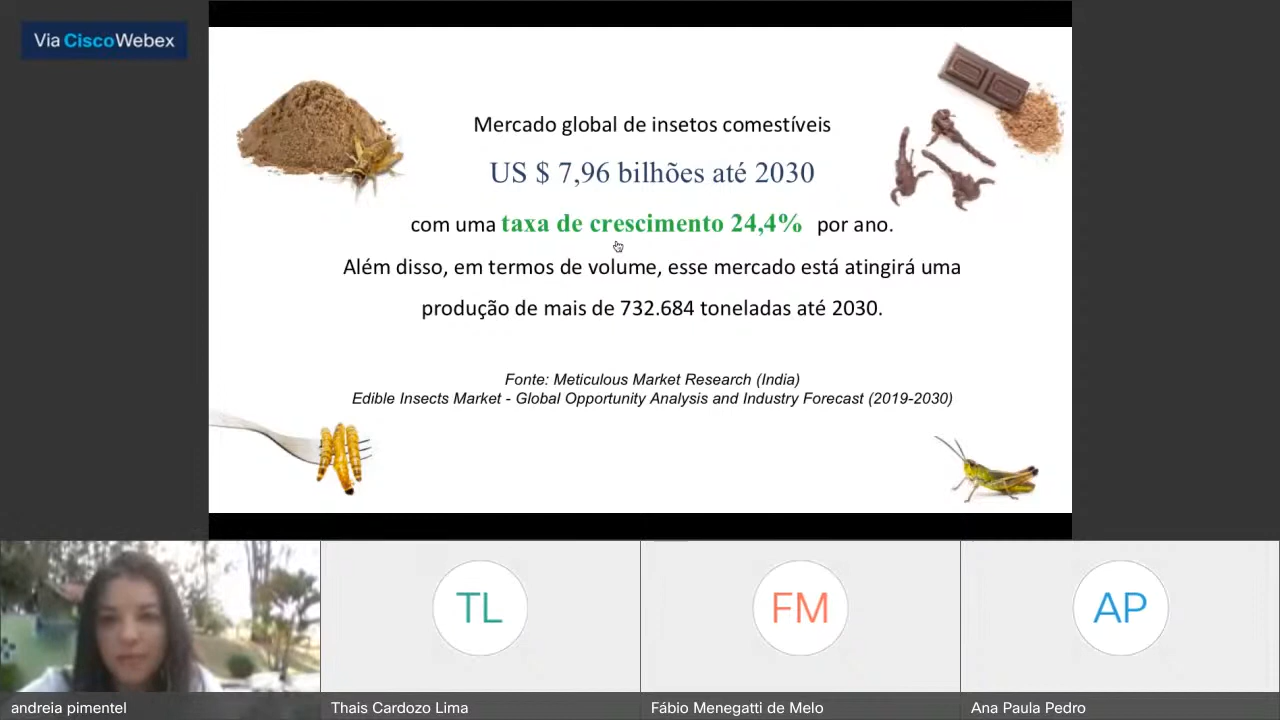 Via CiscoWebex
Mercado global de insetos comestíveis
US $ 7,96 bilhões até 2030
com uma taxa de crescimento 24,4% por ano.
Além disso, em termos de volume, esse mercado está atingirá uma
produção de mais de 732.684 toneladas até 2030.
Fonte: Meticulous Market Research (India)
Edible Insects Market - Global Opportunity Analysis and Industry Forecast (2019-2030)
TL
FM
AP
andreia pimentel
Thais Cardozo Lima
Fábio Menegatti de Melo
Ana Paula Pedro